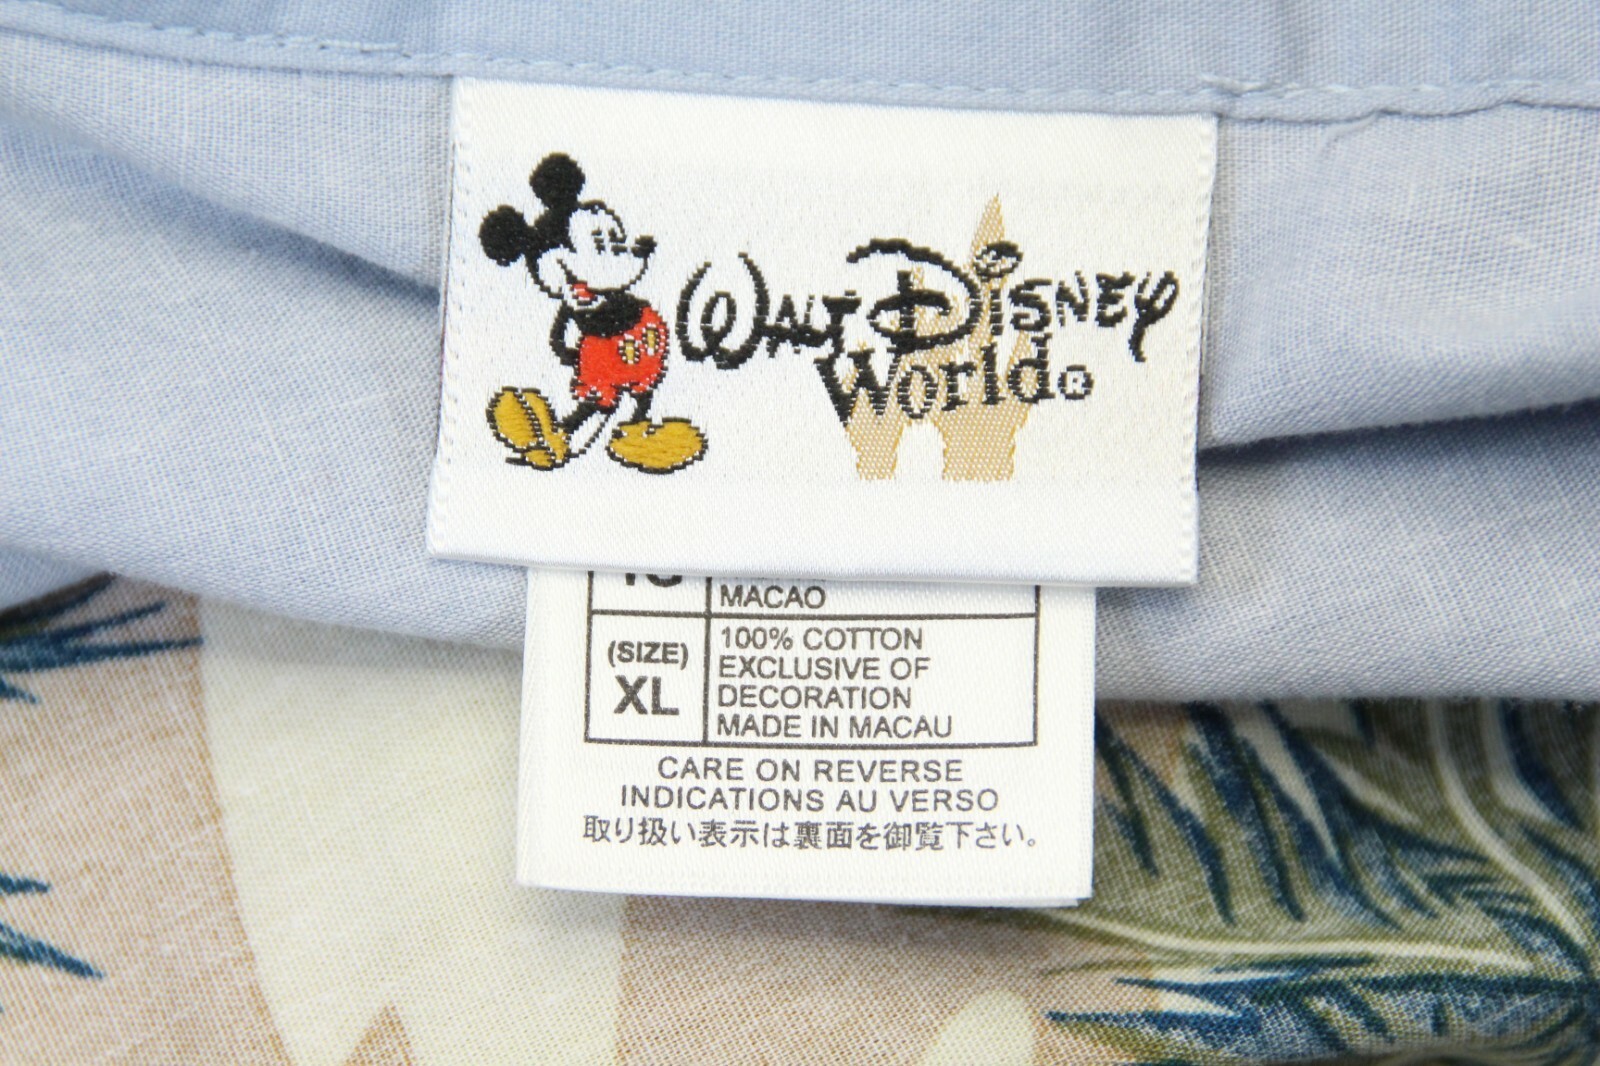 WALT DISNEY
World®
MACAO
(SIZE)
XL
100% COTTON
EXCLUSIVE OF
DECORATION
MADE IN MACAU
CARE ON REVERSE
INDICATIONS AU VERSO
取り扱い表示は裏面を御覧下さい。